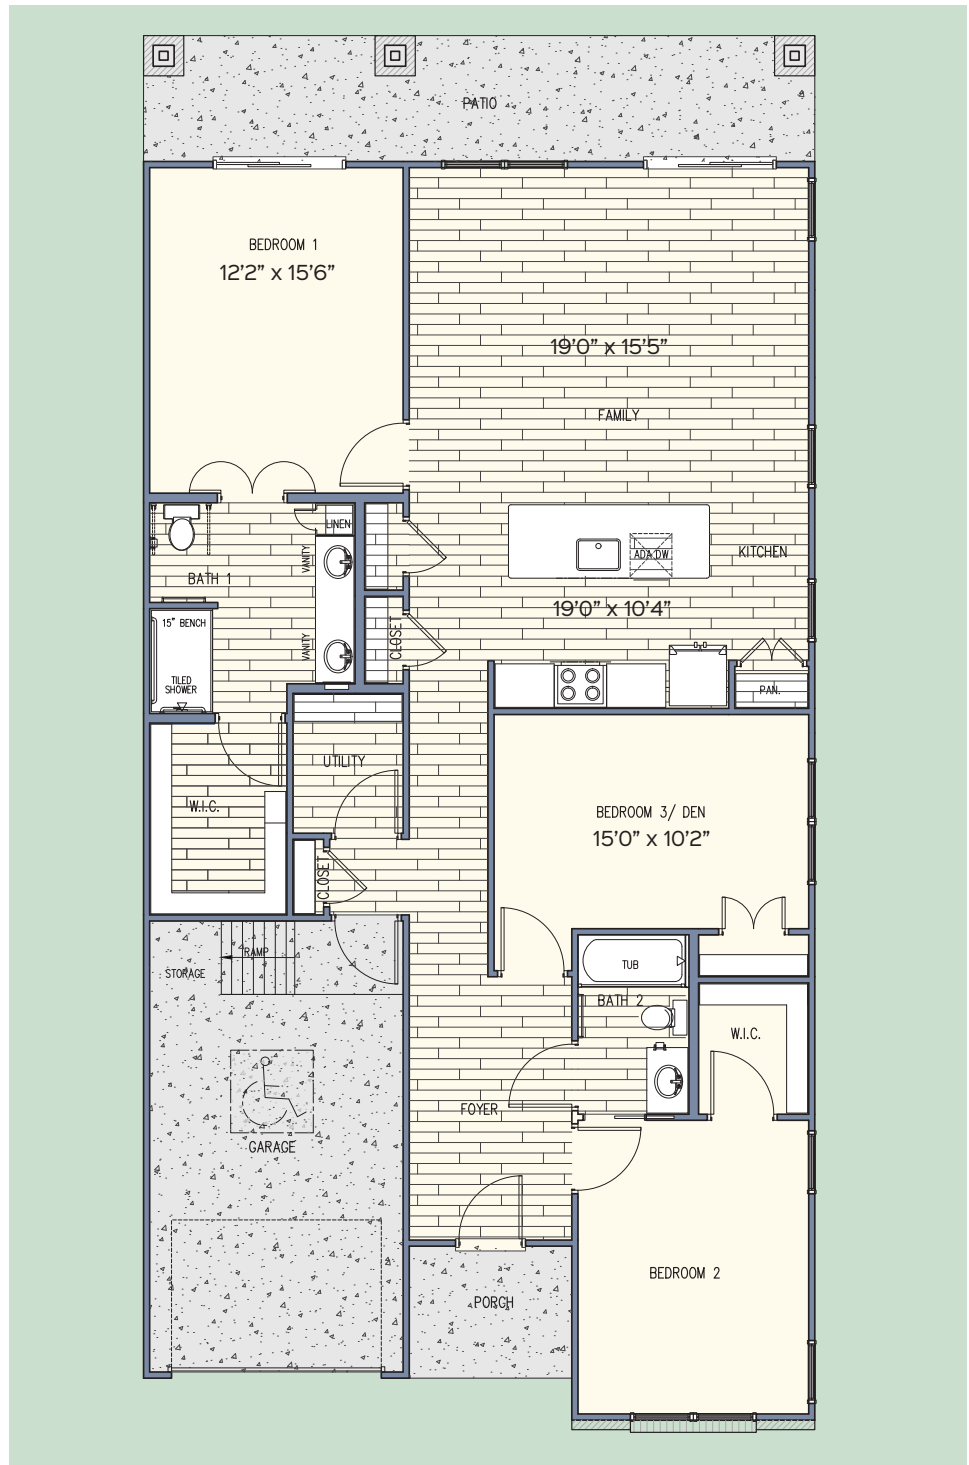 PATIO
BEDROOM 1
12'2" x 15'6"
19'0" x 15'5"
FAMILY
LINEN
VANITY
ADA DW
KITCHEN
BATH 1
19'0" x 10'4"
15" BENCH
VANITY
CLOSET
TILED
SHOWER
PAN.
UTILITY
W.I.C.
BEDROOM 3/ DEN
15'0" x 10'2"
CLOSET
RAMP
STORAGE
TUB
BATH 2
W.I.C.
FOYER
GARAGE
BEDROOM 2
PORCH